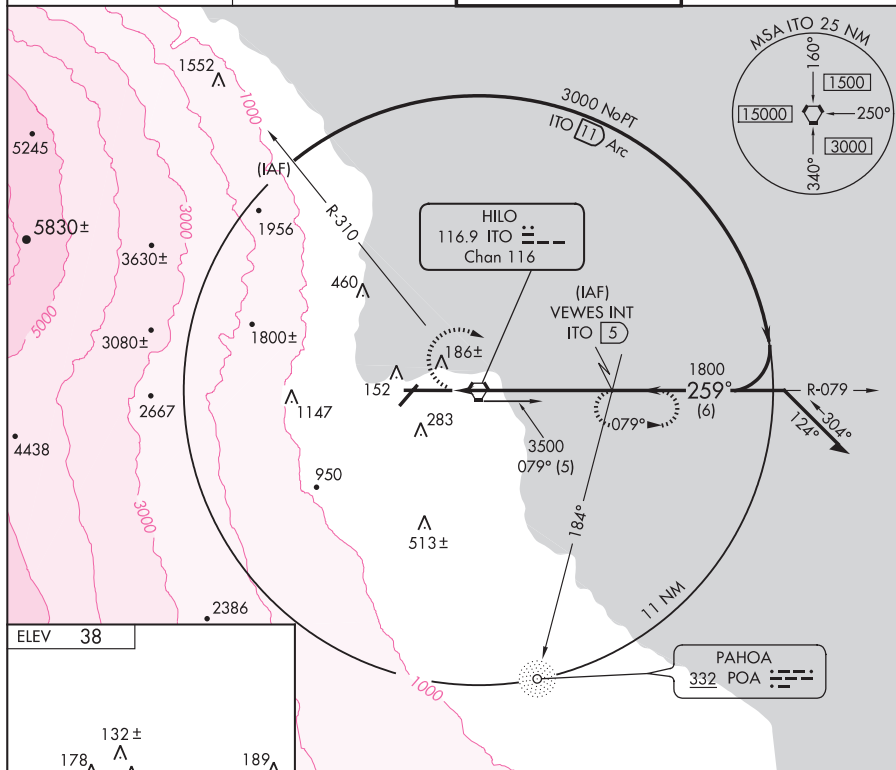 MSA ITO 25 NM
160°
1500
15000
250°
3000
340°
1552
1000
3000 NoPT
ITO 11 Arc
5245
(IAF)
R-310
3000
1956
5830±
3630±
HILO
116.9 ITO
Chan 116
460
(IAF)
VEWES INT
ITO 5
5000
3080±
1800±
186±
152
1800
259°
(6)
R-079
2667
1147
079°
304°
124°
283
3500
079° (5)
4438
950
3000
184°
513±
11 NM
2386
ELEV 38
1000
PAHOA
332 POA
132±
178
189